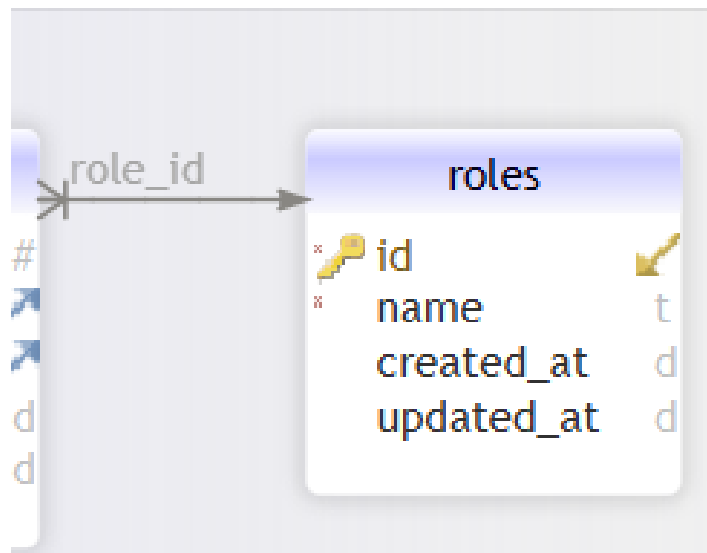 role_id
roles
#
id
name t
created_at d
updated_at d
d
d